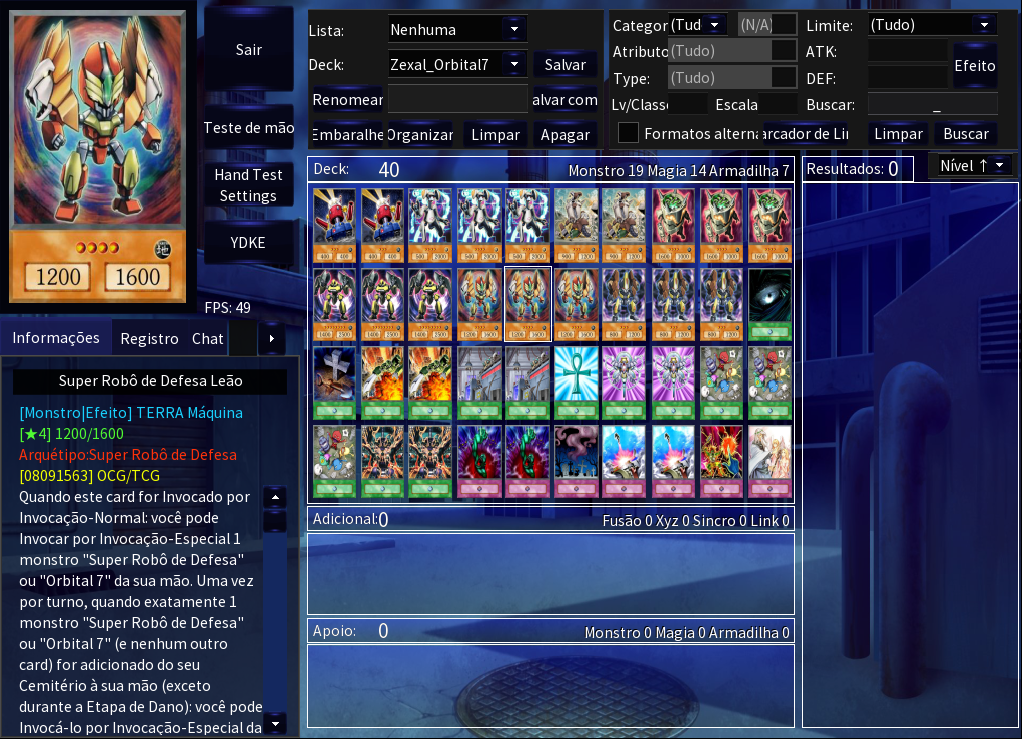 1200 1600
Sair
Teste de mão
Hand Test
Settings
YDKE
FPS: 49
Lista: Nenhuma
Deck: Zexal_Orbital7 Salvar
Renomear alvar com
Embaralhe Organizar Limpar Apagar
Categor (Tud (N/A) Limite: (Tudo)
Atributo (Tudo) ATK:
Efeito
Type: (Tudo) DEF:
Lv/Classe Escala Buscar: _
Formatos alterna arcador de Li Limpar Buscar
Deck: 40 Monstro 19 Magia 14 Armadilha 7
Resultados: 0 Nível ↑
Informações Registro Chat
Super Robô de Defesa Leão
[Monstro|Efeito] TERRA Máquina
[★4] 1200/1600
Arquétipo:Super Robô de Defesa
[08091563] OCG/TCG
Quando este card for Invocado por
Invocação-Normal: você pode
Invocar por Invocação-Especial 1
monstro "Super Robô de Defesa"
ou "Orbital 7" da sua mão. Uma vez
por turno, quando exatamente 1
monstro "Super Robô de Defesa"
ou "Orbital 7" (e nenhum outro
card) for adicionado do seu
Cemitério à sua mão (exceto
durante a Etapa de Dano): você pode
Invocá-lo por Invocação-Especial da
Adicional: 0 Fusão 0 Xyz 0 Sincro 0 Link 0
Apoio: 0 Monstro 0 Magia 0 Armadilha 0